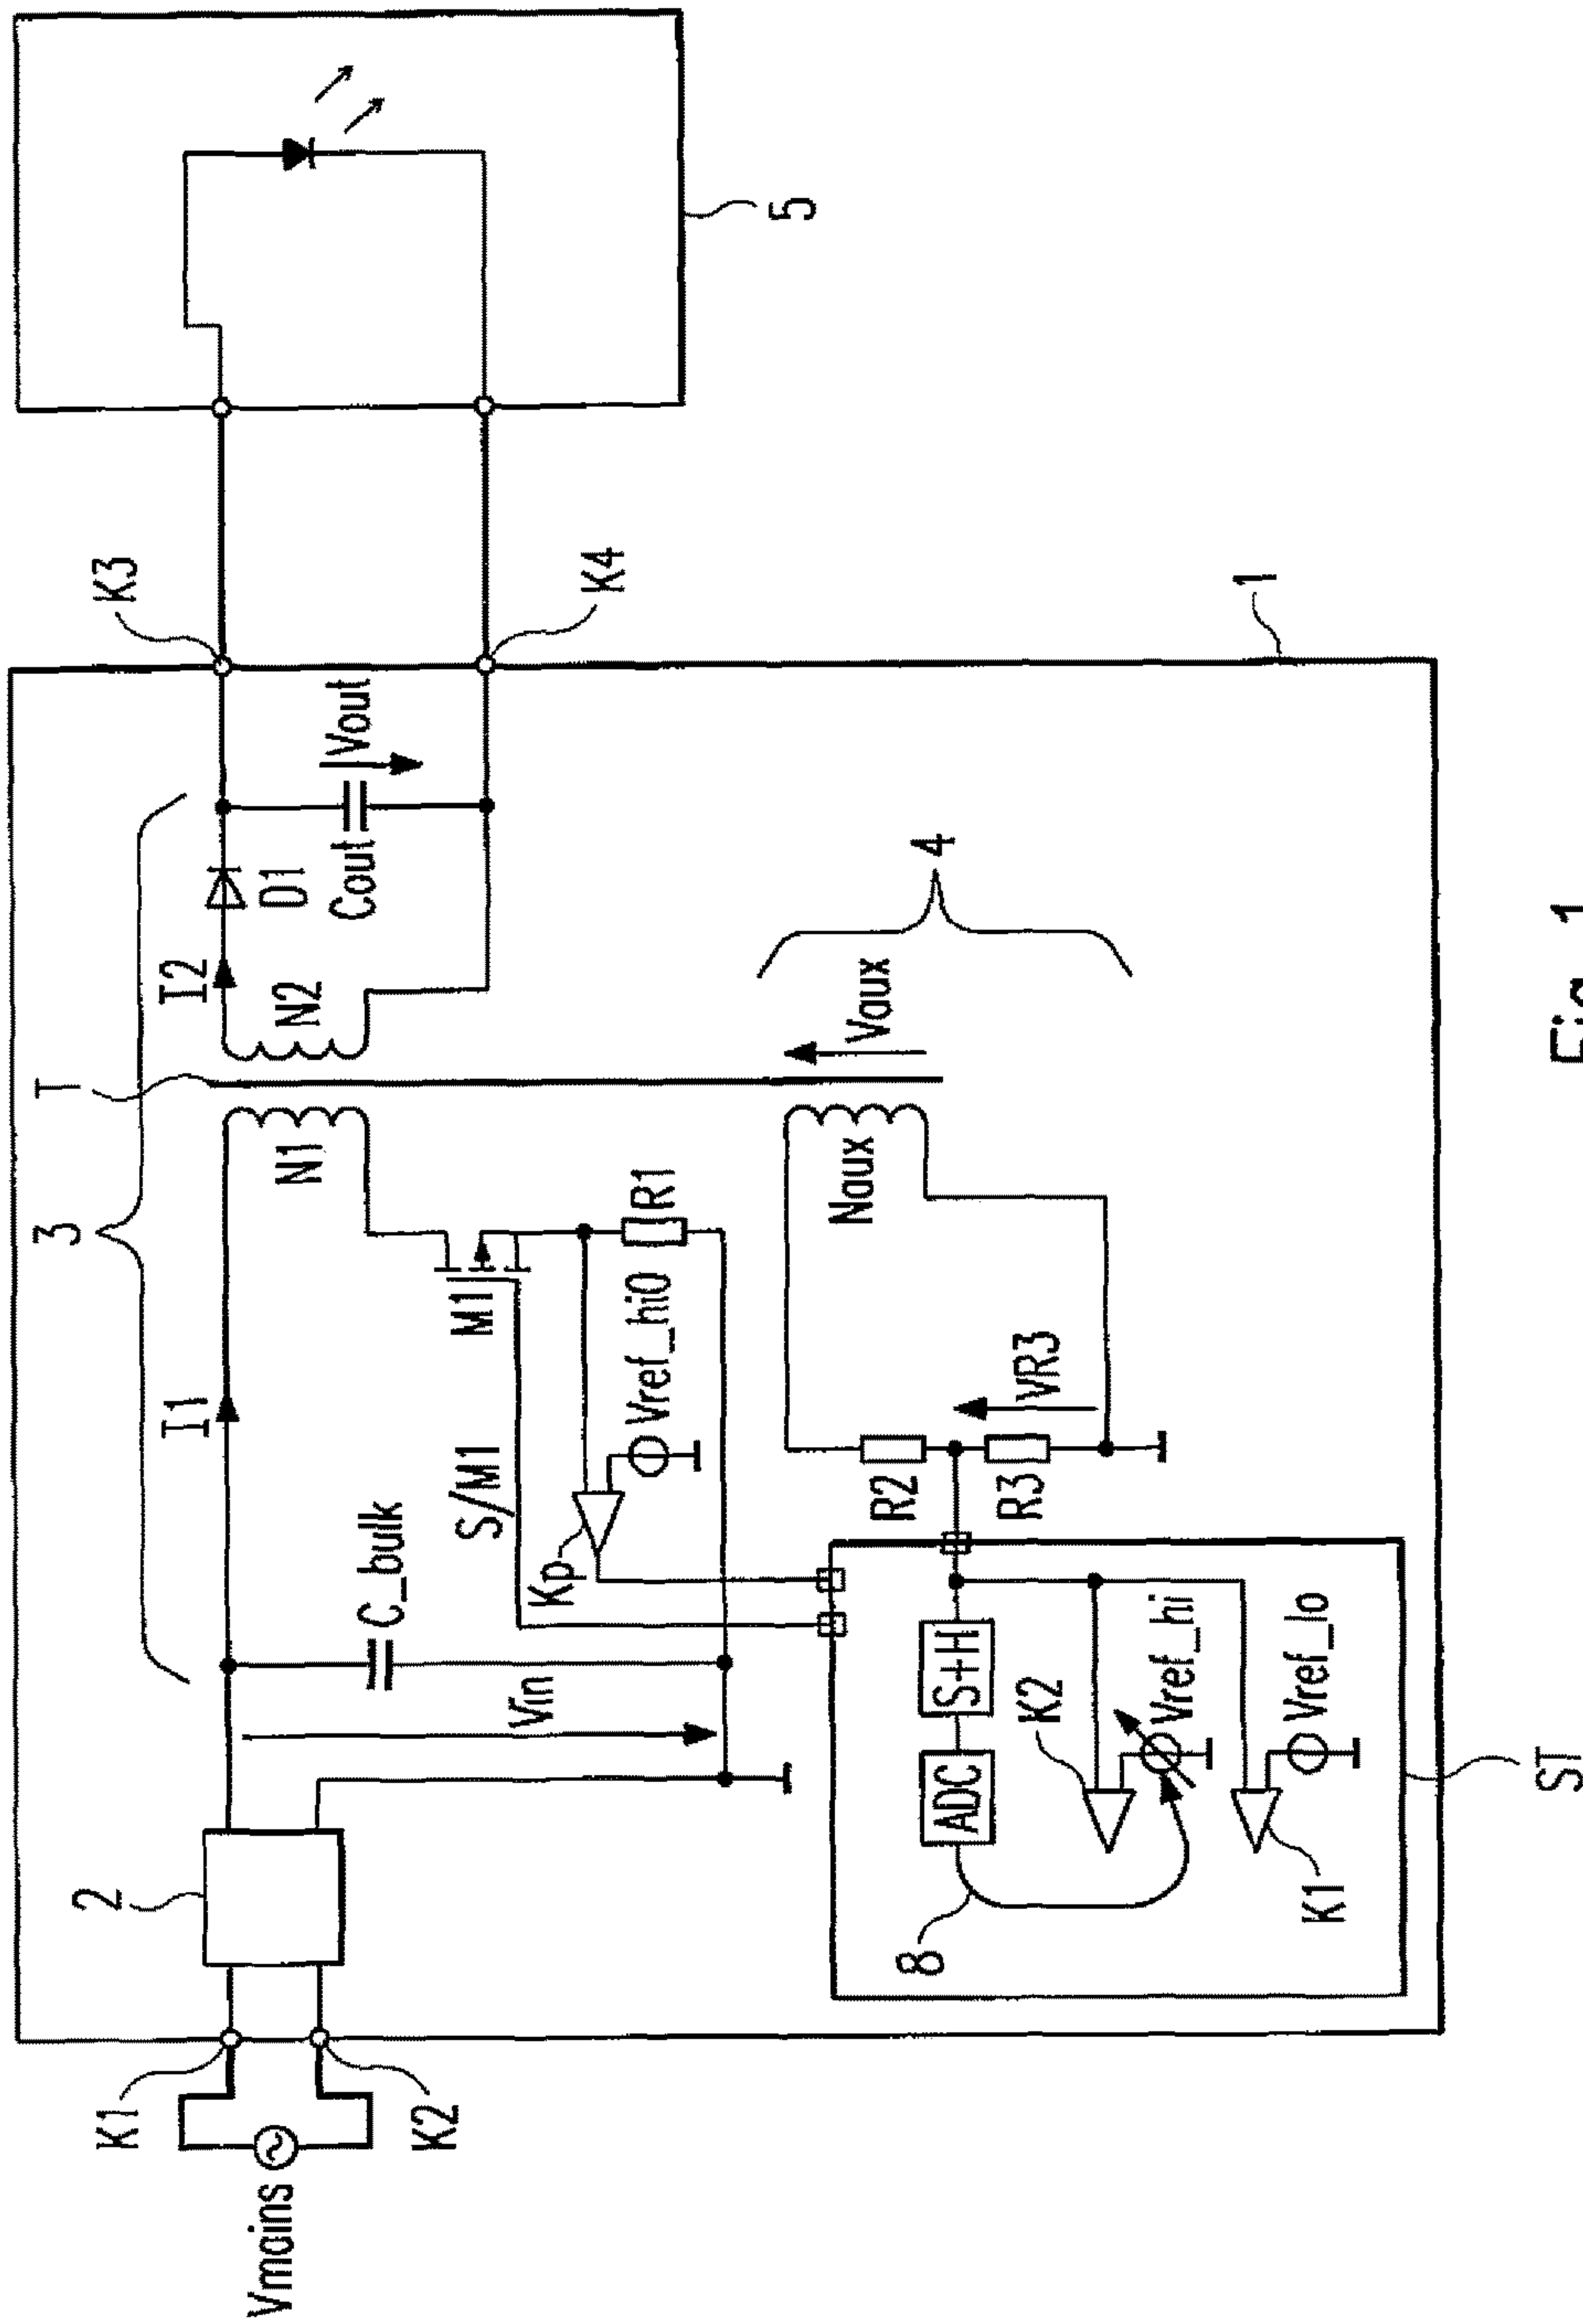 Vmains
K1
K2
2
3
Vin
C_bulk
I1
S/M1
Kp
Vref_hi0
M1
R1
N1
T
N2
I2
D1
Cout
Vout
K3
K4
5
1
4
Vaux
Naux
VR3
R2
R3
S+H
ADC
8
K2
Vref_hi
Vref_lo
K1
ST
Fig. 1